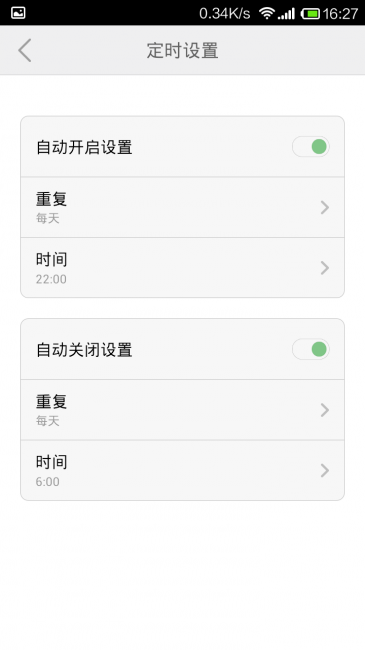 0.34K/s 16:27
定时设置
自动开启设置
重复
每天
时间
22:00
自动关闭设置
重复
每天
时间
6:00